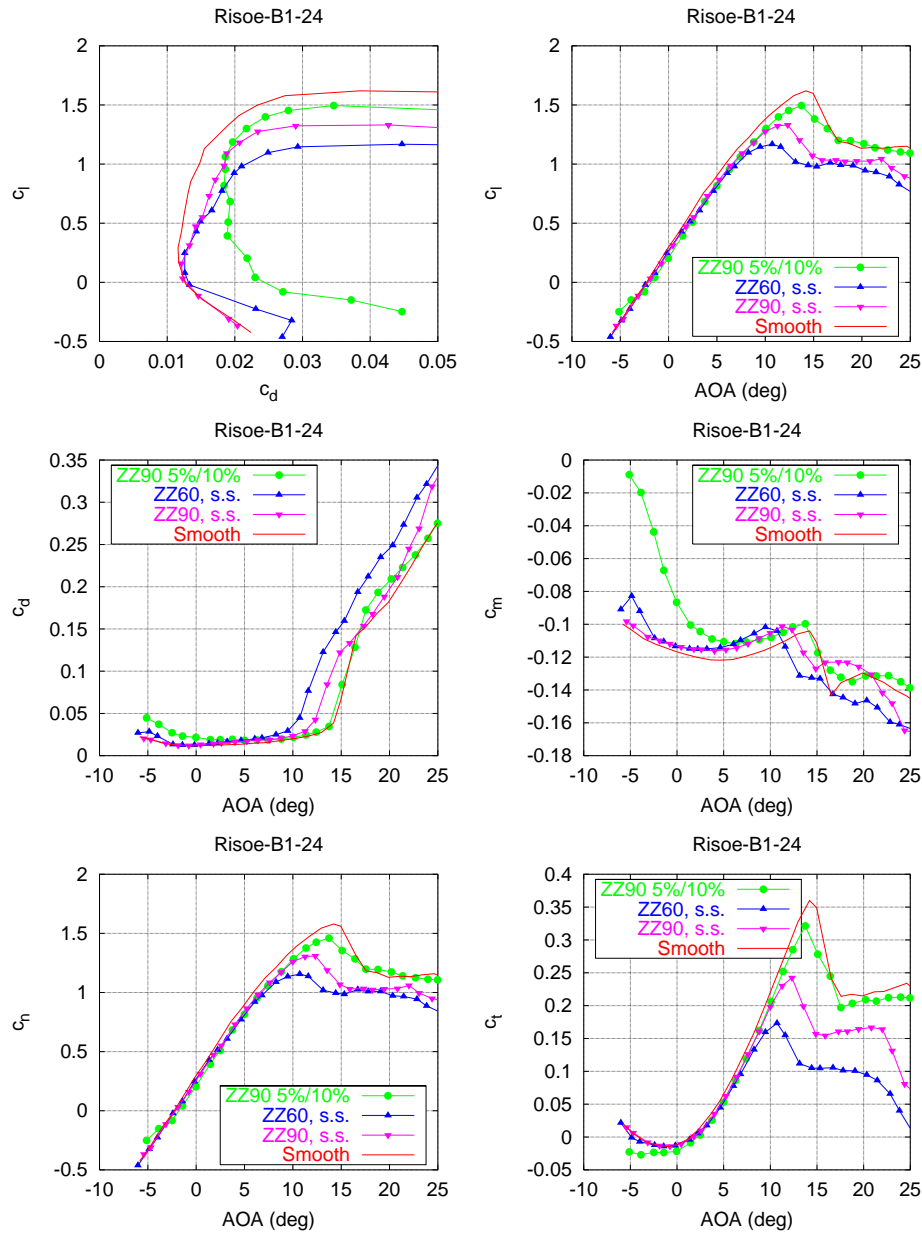 Risoe-B1-24
2
1.5
1
0.5
0
-0.5
c_l
0 0.01 0.02 0.03 0.04 0.05
c_d
Risoe-B1-24
2
1.5
1
0.5
0
-0.5
c_l
ZZ90 5%/10%
ZZ60, s.s.
ZZ90, s.s.
Smooth
-10 -5 0 5 10 15 20 25
AOA (deg)
Risoe-B1-24
0.35
0.3
0.25
0.2
0.15
0.1
0.05
0
c_d
ZZ90 5%/10%
ZZ60, s.s.
ZZ90, s.s.
Smooth
-10 -5 0 5 10 15 20 25
AOA (deg)
Risoe-B1-24
0
-0.02
-0.04
-0.06
-0.08
-0.1
-0.12
-0.14
-0.16
-0.18
c_m
ZZ90 5%/10%
ZZ60, s.s.
ZZ90, s.s.
Smooth
-10 -5 0 5 10 15 20 25
AOA (deg)
Risoe-B1-24
2
1.5
1
0.5
0
-0.5
c_n
ZZ90 5%/10%
ZZ60, s.s.
ZZ90, s.s.
Smooth
-10 -5 0 5 10 15 20 25
AOA (deg)
Risoe-B1-24
0.4
0.35
0.3
0.25
0.2
0.15
0.1
0.05
0
-0.05
c_t
ZZ90 5%/10%
ZZ60, s.s.
ZZ90, s.s.
Smooth
-10 -5 0 5 10 15 20 25
AOA (deg)